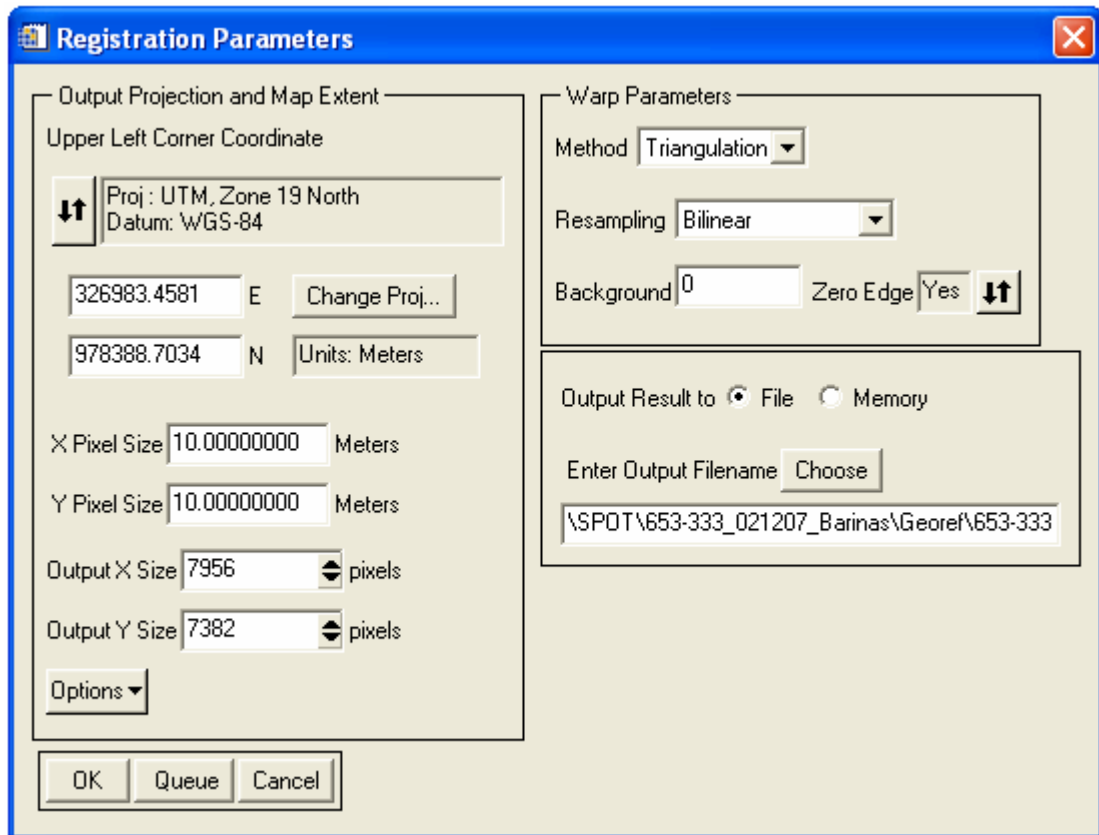 Registration Parameters
Output Projection and Map Extent
Upper Left Corner Coordinate
Proj : UTM, Zone 19 North
Datum: WGS-84
326983.4581 E Change Proj...
978388.7034 N Units: Meters
X Pixel Size 10.00000000 Meters
Y Pixel Size 10.00000000 Meters
Output X Size 7956 pixels
Output Y Size 7382 pixels
Options
OK Queue Cancel
Warp Parameters
Method Triangulation
Resampling Bilinear
Background 0 Zero Edge Yes
Output Result to File Memory
Enter Output Filename Choose
\SPOT\653-333_021207_Barinas\Georef\653-333